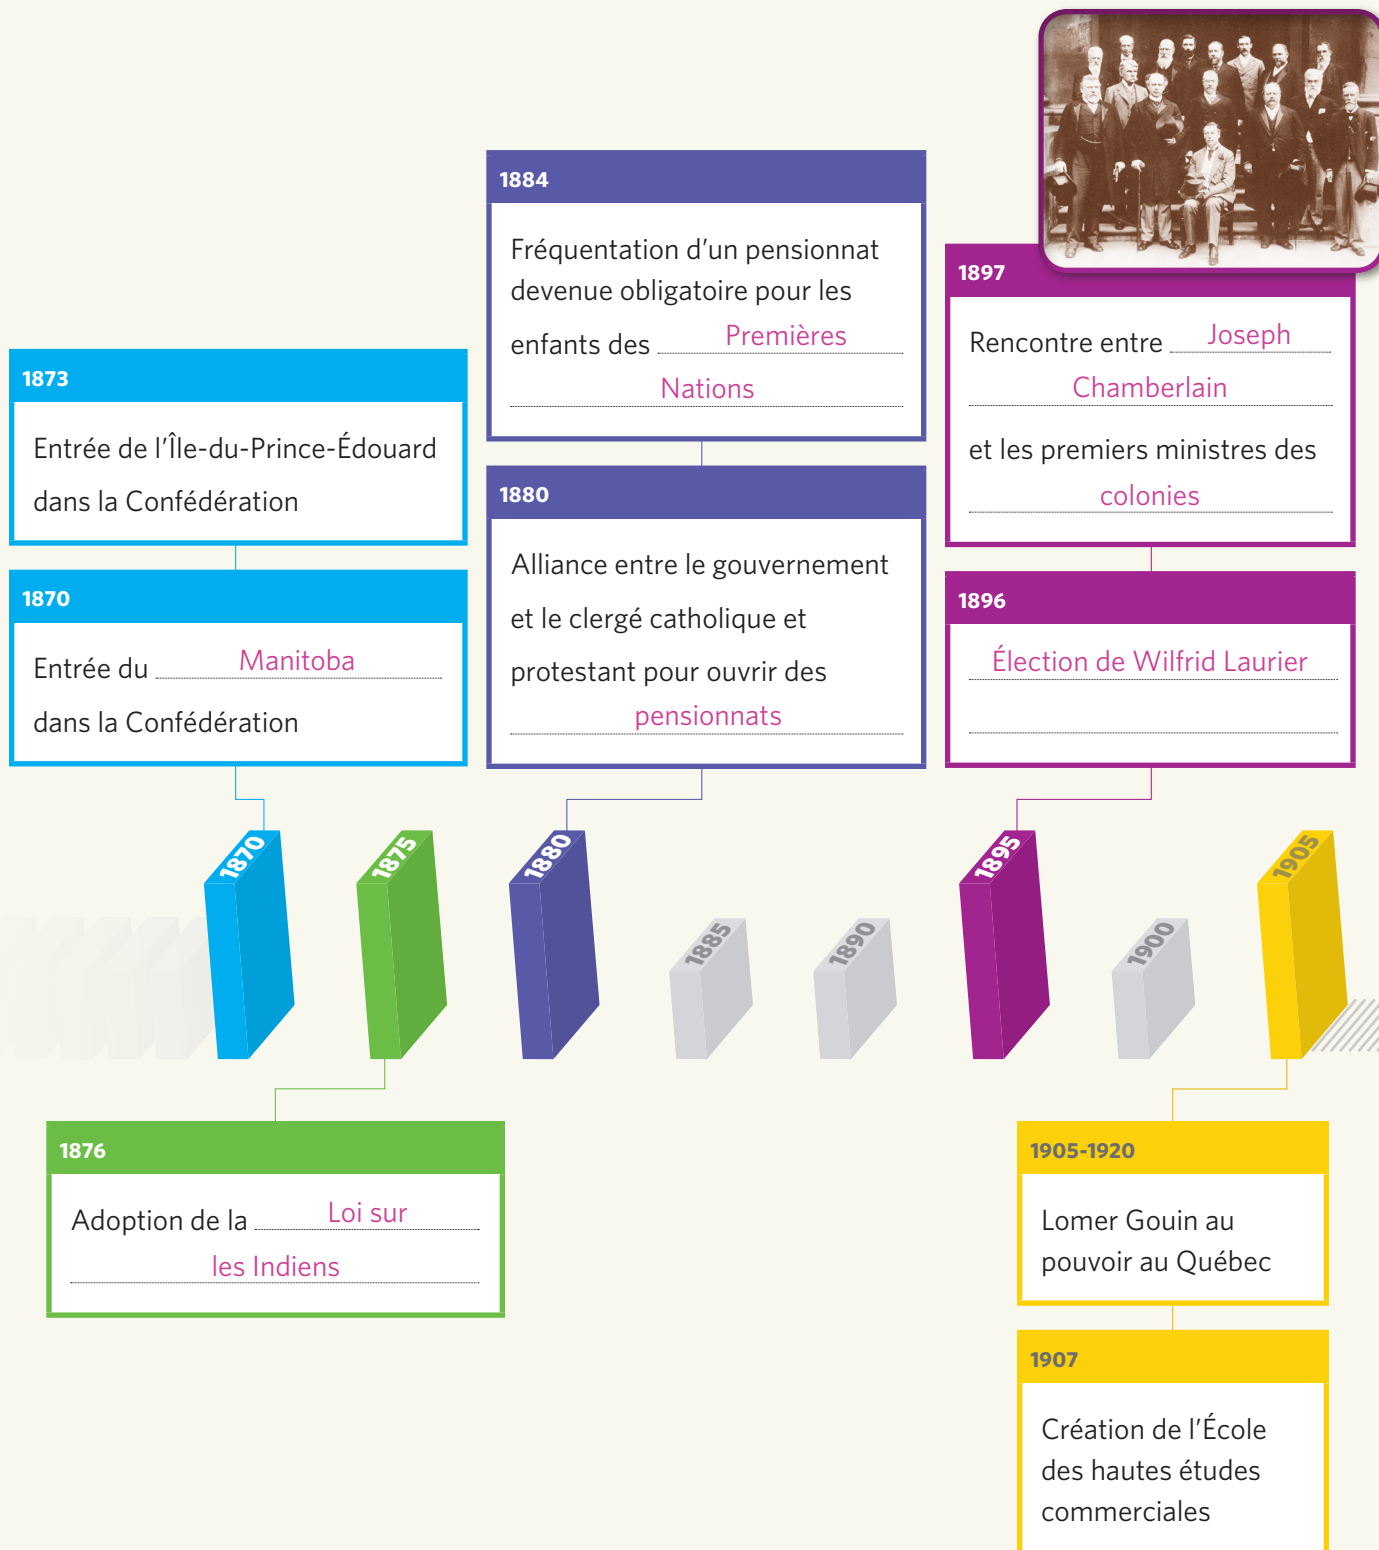 1884
Fréquentation d'un pensionnat
devenue obligatoire pour les
enfants des Premières
Nations
1897
Rencontre entre Joseph
Chamberlain
et les premiers ministres des
colonies
1873
Entrée de l'Île-du-Prince-Édouard
dans la Confédération
1880
Alliance entre le gouvernement
et le clergé catholique et
protestant pour ouvrir des
pensionnats
1870
Entrée du Manitoba
dans la Confédération
1896
Élection de Wilfrid Laurier
1870
1875
1880
1885
1890
1895
1900
1905
1876
Adoption de la Loi sur
les Indiens
1905-1920
Lomer Gouin au
pouvoir au Québec
1907
Création de l'École
des hautes études
commerciales